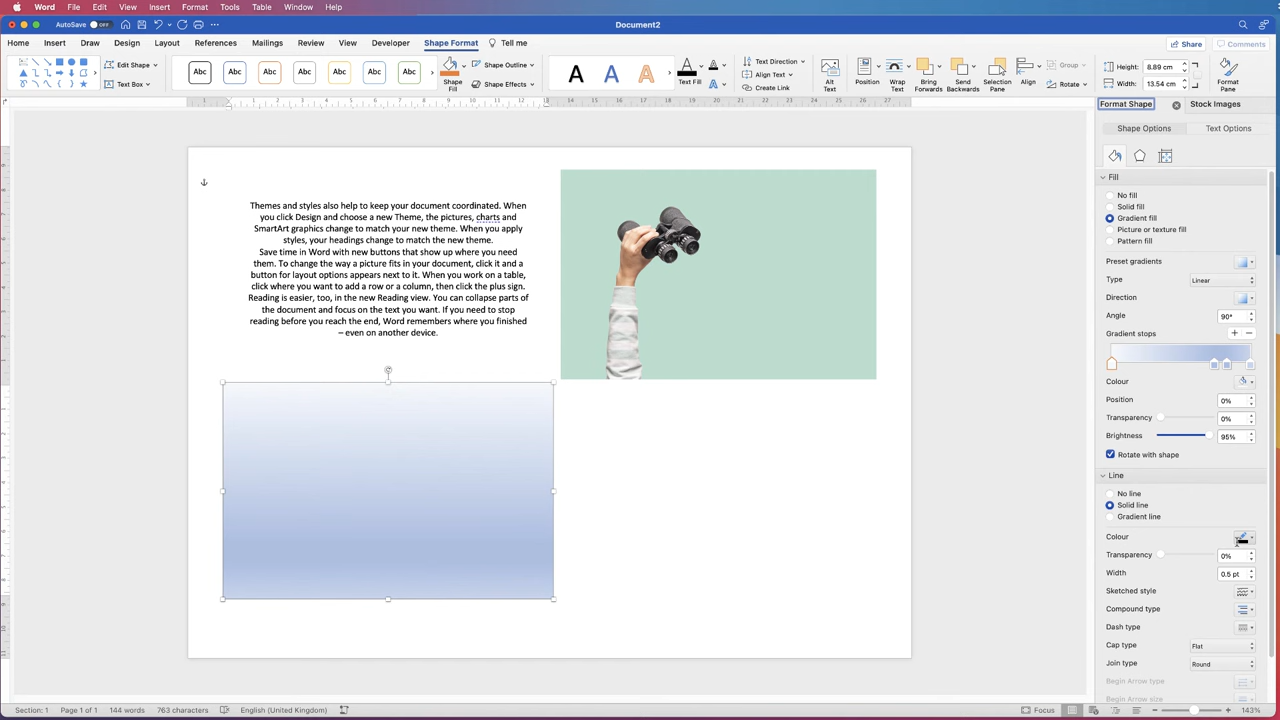 Word File Edit View Insert Format Tools Table Window Help
AutoSave OFF Document2
Home Insert Draw Design Layout References Mailings Review View Developer Shape Format Tell me Share Comments
Edit Shape Text Box
Abc Abc Abc Abc Abc Abc Abc
Shape Fill Shape Outline Shape Effects
A A A
Text Fill
Text Direction Align Text Create Link
Alt Text Position Wrap Text Bring Forwards Send Backwards Selection Pane Align Group Rotate
Height: 8.89 cm
Width: 13.54 cm
Format Pane
Format Shape Stock Images
Shape Options Text Options
Fill
No fill
Solid fill
Gradient fill
Picture or texture fill
Pattern fill
Preset gradients
Type Linear
Direction
Angle 90°
Gradient stops
Colour
Position 0%
Transparency 0%
Brightness 95%
Rotate with shape
Line
No line
Solid line
Gradient line
Colour
Transparency 0%
Width 0.5 pt
Sketched style
Compound type
Dash type
Cap type Flat
Join type Round
Begin Arrow type
Begin Arrow size
Themes and styles also help to keep your document coordinated. When
you click Design and choose a new Theme, the pictures, charts and
SmartArt graphics change to match your new theme. When you apply
styles, your headings change to match the new theme.
Save time in Word with new buttons that show up where you need
them. To change the way a picture fits in your document, click it and a
button for layout options appears next to it. When you work on a table,
click where you want to add a row or a column, then click the plus sign.
Reading is easier, too, in the new Reading view. You can collapse parts of
the document and focus on the text you want. If you need to stop
reading before you reach the end, Word remembers where you finished
– even on another device.
Section: 1 Page 1 of 1 144 words 763 characters English (United Kingdom) Focus 143%